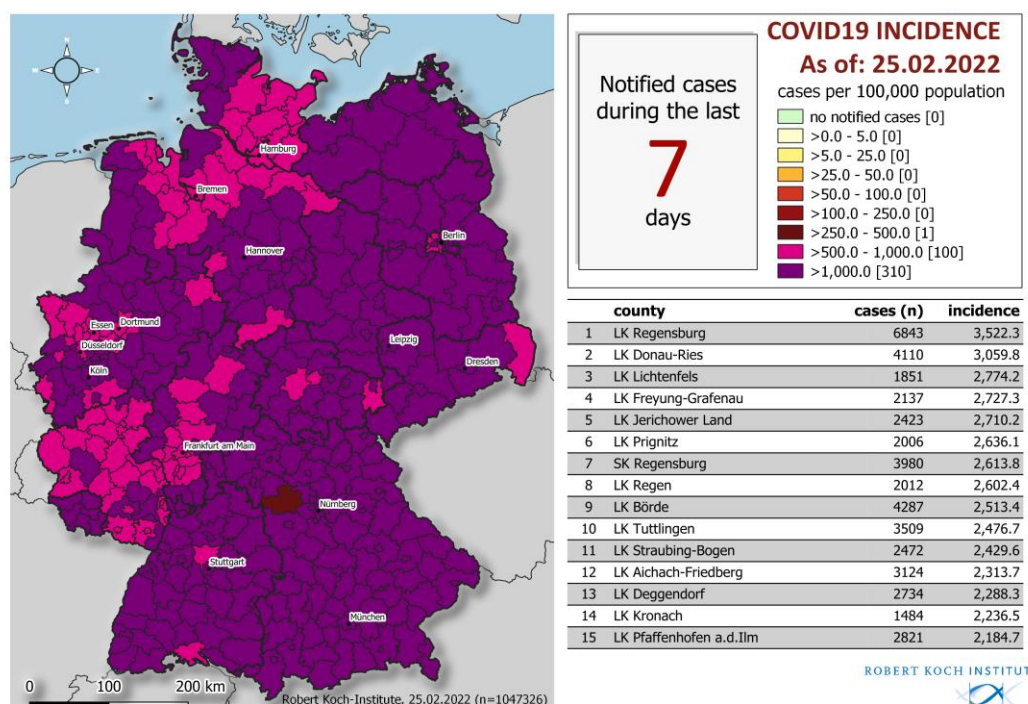 N
W
E
S
Hamburg
Bremen
Berlin
Hannover
Essen
Dortmund
Düsseldorf
Leipzig
Köln
Dresden
Frankfurt am Main
Nürnberg
Stuttgart
München
0 100 200 km
Robert Koch-Institute, 25.02.2022 (n=1047326)
Notified cases
during the last
7
days
COVID19 INCIDENCE
As of: 25.02.2022
cases per 100,000 population
no notified cases [0]
>0.0 - 5.0 [0]
>5.0 - 25.0 [0]
>25.0 - 50.0 [0]
>50.0 - 100.0 [0]
>100.0 - 250.0 [0]
>250.0 - 500.0 [1]
>500.0 - 1,000.0 [100]
>1,000.0 [310]
county cases (n) incidence
1 LK Regensburg 6843 3,522.3
2 LK Donau-Ries 4110 3,059.8
3 LK Lichtenfels 1851 2,774.2
4 LK Freyung-Grafenau 2137 2,727.3
5 LK Jerichower Land 2423 2,710.2
6 LK Prignitz 2006 2,636.1
7 SK Regensburg 3980 2,613.8
8 LK Regen 2012 2,602.4
9 LK Börde 4287 2,513.4
10 LK Tuttlingen 3509 2,476.7
11 LK Straubing-Bogen 2472 2,429.6
12 LK Aichach-Friedberg 3124 2,313.7
13 LK Deggendorf 2734 2,288.3
14 LK Kronach 1484 2,236.5
15 LK Pfaffenhofen a.d.Ilm 2821 2,184.7
ROBERT KOCH INSTITUT